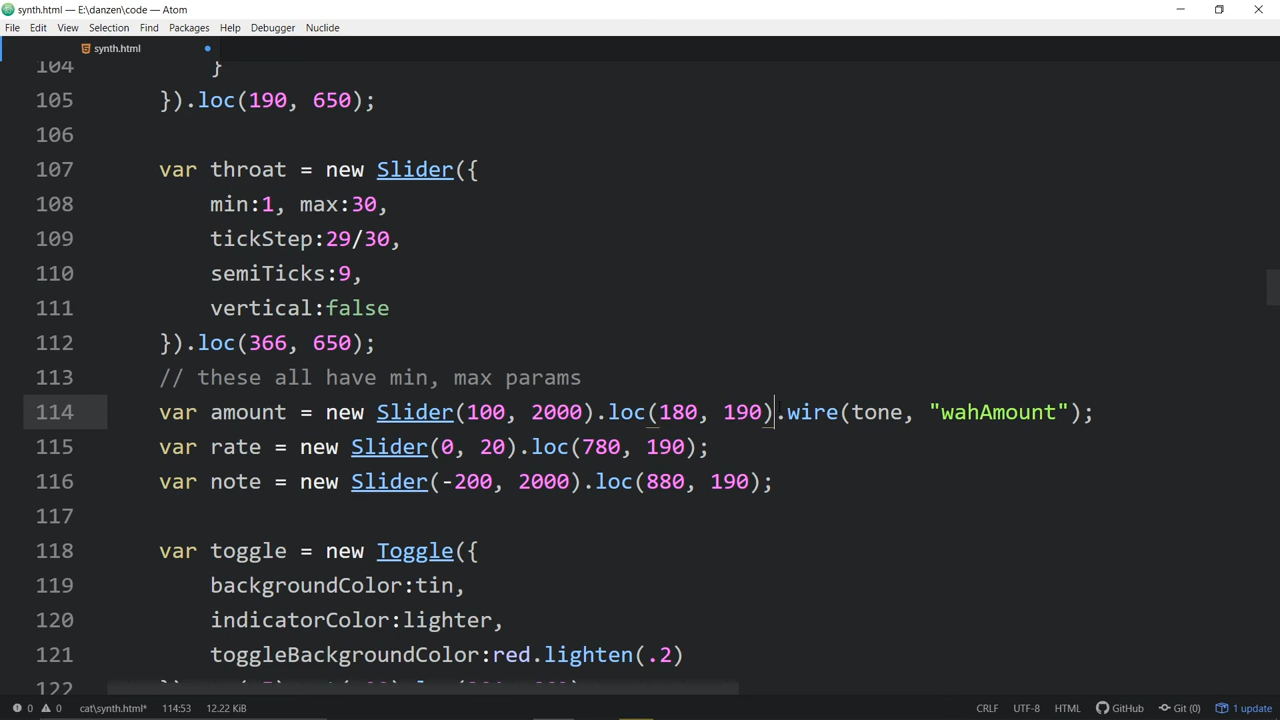 synth.html — E:\danzen\code — Atom
File Edit View Selection Find Packages Help Debugger Nuclide
synth.html
104 }
105 }).loc(190, 650);
106
107 var throat = new Slider({
108 min:1, max:30,
109 tickStep:29/30,
110 semiTicks:9,
111 vertical:false
112 }).loc(366, 650);
113 // these all have min, max params
114 var amount = new Slider(100, 2000).loc(180, 190).wire(tone, "wahAmount");
115 var rate = new Slider(0, 20).loc(780, 190);
116 var note = new Slider(-200, 2000).loc(880, 190);
117
118 var toggle = new Toggle({
119 backgroundColor:tin,
120 indicatorColor:lighter,
121 toggleBackgroundColor:red.lighten(.2)
122
0 0 cat\synth.html* 114:53 12.22 KiB CRLF UTF-8 HTML GitHub Git (0) 1 update